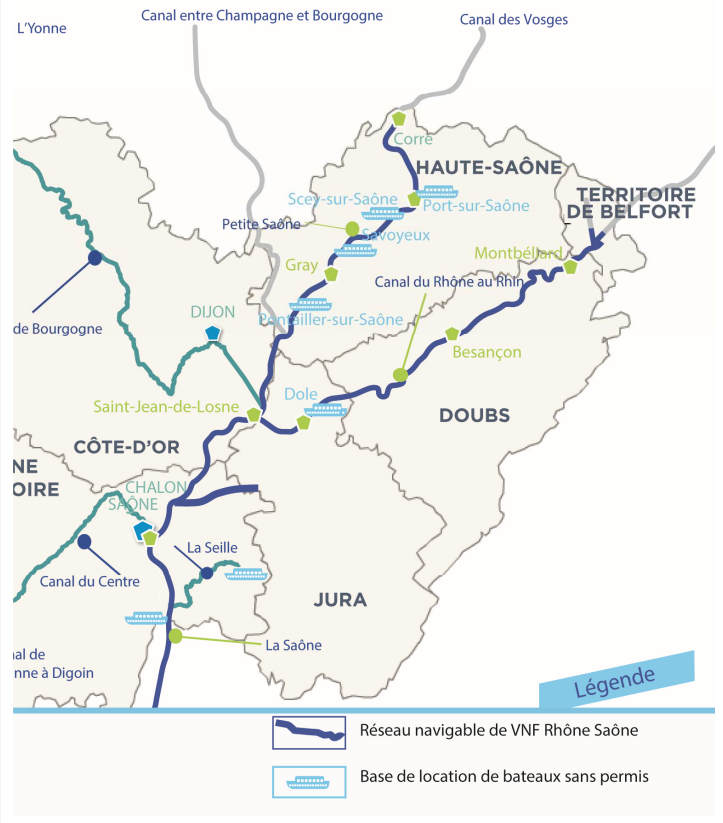 Canal entre Champagne et Bourgogne
Canal des Vosges
L'Yonne
Corre
HAUTE-SAÔNE
TERRITOIRE
DE BELFORT
Scey-sur-Saône
Port-sur-Saône
Petite Saône
Savoyeux
Montbéliard
Gray
Canal du Rhône au Rhin
DIJON
Pontailler-sur-Saône
de Bourgogne
Besançon
Dole
Saint-Jean-de-Losne
DOUBS
CÔTE-D'OR
NE
OIRE
CHALON
SAÔNE
La Seille
Canal du Centre
JURA
La Saône
nal de
nne à Digoin
Légende
Réseau navigable de VNF Rhône Saône
Base de location de bateaux sans permis